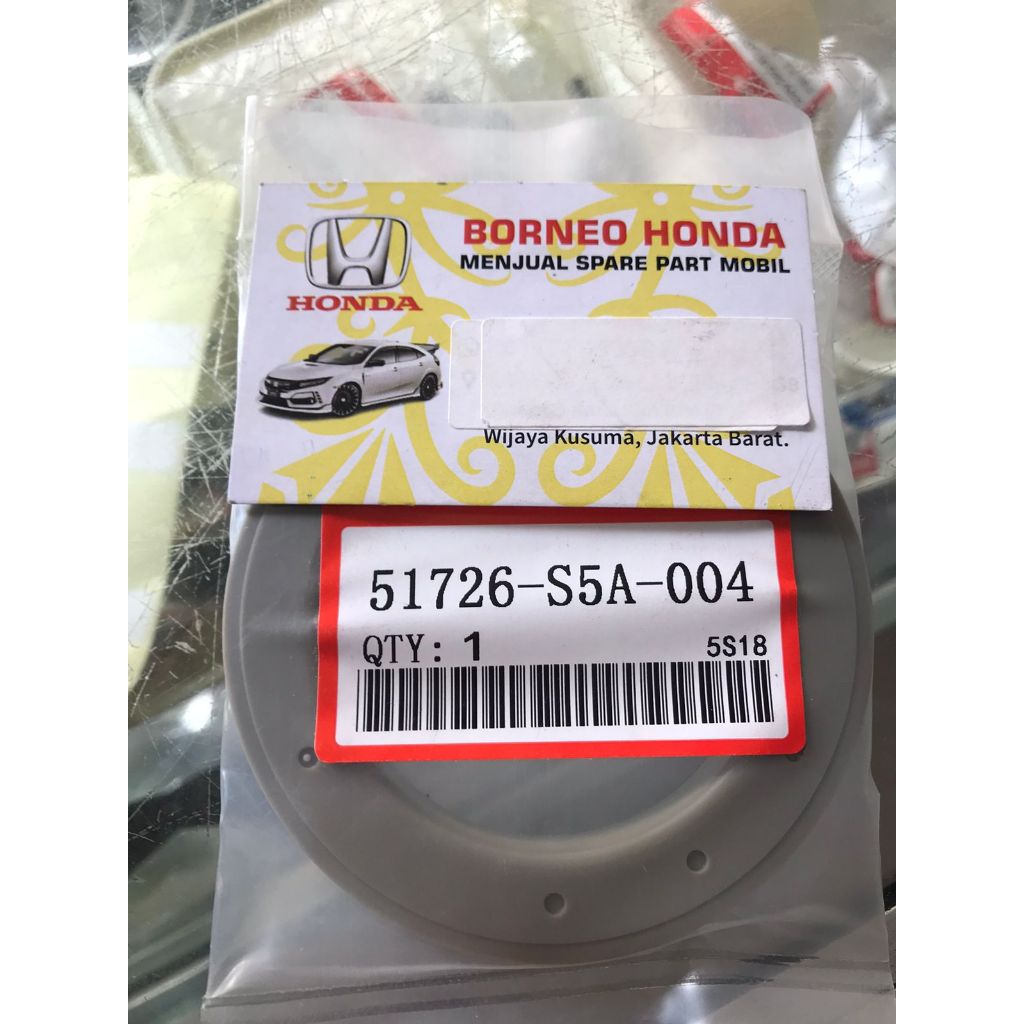 BORNEO HONDA
MENJUAL SPARE PART MOBIL
HONDA
Wijaya Kusuma, Jakarta Barat.
51726-S5A-004
QTY: 1
5S18